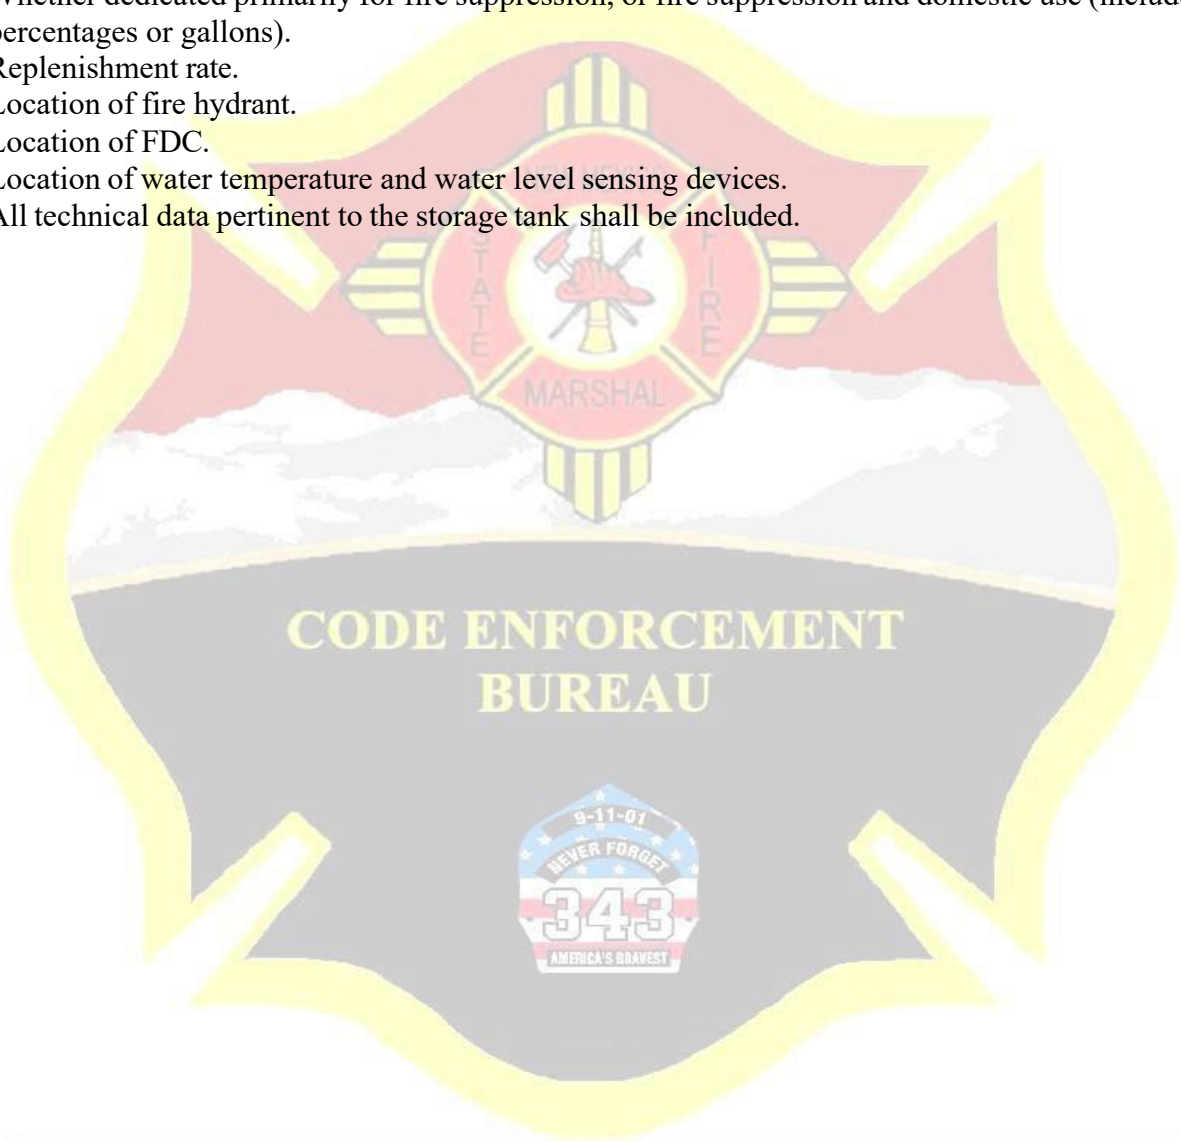 Whether dedicated primarily for fire suppression, or fire suppression and domestic use (include
percentages or gallons).
Replenishment rate.
Location of fire hydrant.
Location of FDC.
Location of water temperature and water level sensing devices.
All technical data pertinent to the storage tank shall be included.
NEW MEXICO
STATE
FIRE
MARSHAL
CODE ENFORCEMENT
BUREAU
9-11-01
NEVER FORGET
343
AMERICA'S BRAVEST